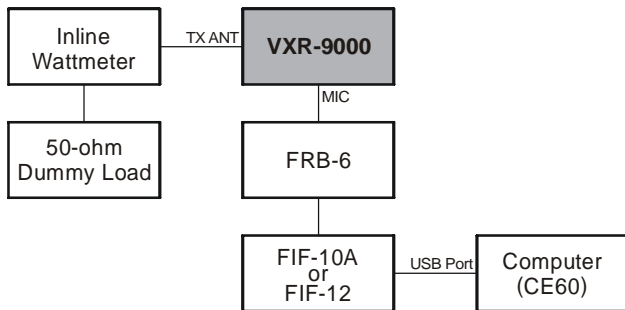 Inline
Wattmeter
TX ANT
VXR-9000
MIC
50-ohm
Dummy Load
FRB-6
FIF-10A
or
FIF-12
USB Port
Computer
(CE60)